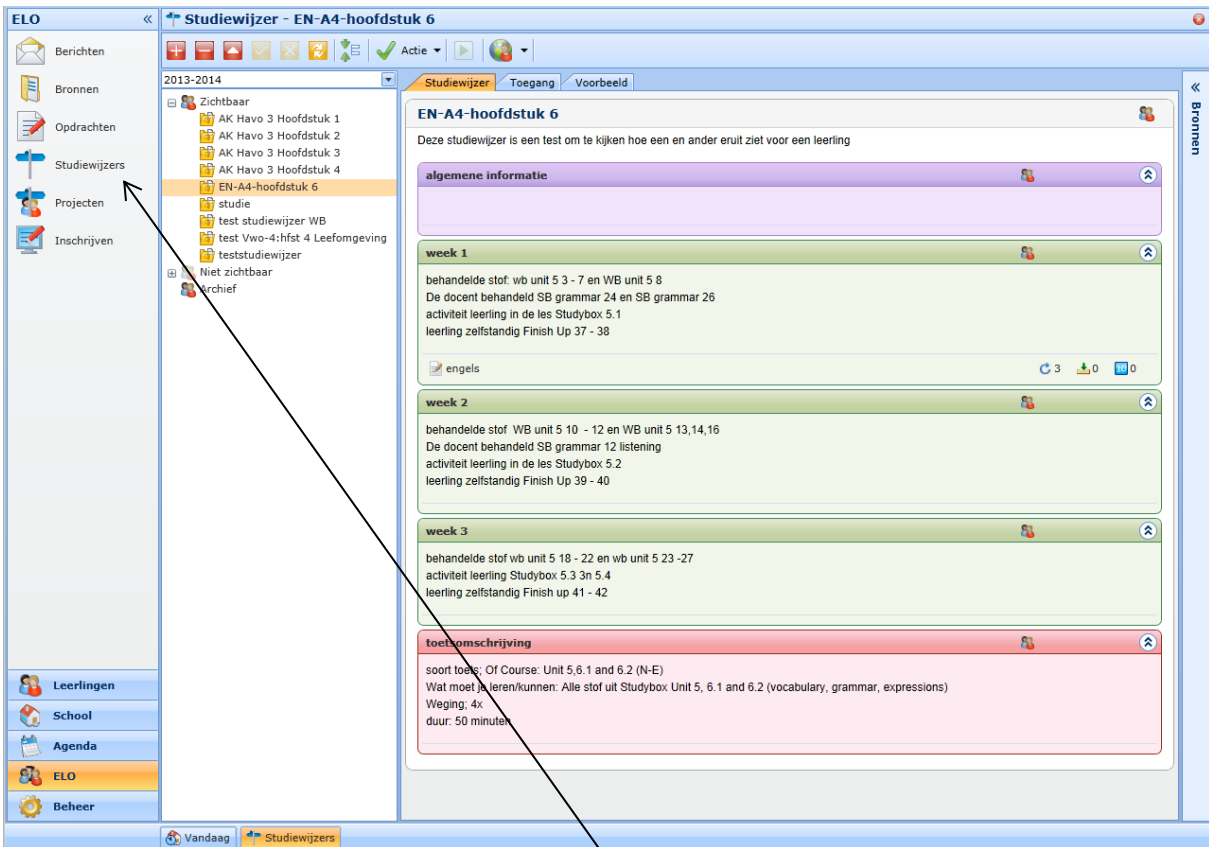 ELO «
Berichten
Bronnen
Opdrachten
Studiewijzers
Projecten
Inschrijven
Leerlingen
School
Agenda
ELO
Beheer
Studiewijzer - EN-A4-hoofdstuk 6
Actie
2013-2014
Zichtbaar
AK Havo 3 Hoofdstuk 1
AK Havo 3 Hoofdstuk 2
AK Havo 3 Hoofdstuk 3
AK Havo 3 Hoofdstuk 4
EN-A4-hoofdstuk 6
studie
test studiewijzer WB
test Vwo-4:hfst 4 Leefomgeving
teststudiewijzer
Niet zichtbaar
Archief
Studiewijzer Toegang Voorbeeld
EN-A4-hoofdstuk 6
Deze studiewijzer is een test om te kijken hoe een en ander eruit ziet voor een leerling
algemene informatie
week 1
behandelde stof: wb unit 5 3 - 7 en WB unit 5 8
De docent behandeld SB grammar 24 en SB grammar 26
activiteit leerling in de les Studybox 5.1
leerling zelfstandig Finish Up 37 - 38
engels 3 0 10 0
week 2
behandelde stof WB unit 5 10 - 12 en WB unit 5 13,14,16
De docent behandeld SB grammar 12 listening
activiteit leerling in de les Studybox 5.2
leerling zelfstandig Finish Up 39 - 40
week 3
behandelde stof wb unit 5 18 - 22 en wb unit 5 23 -27
activiteit leerling Studybox 5.3 3n 5.4
leerling zelfstandig Finish up 41 - 42
toetsomschrijving
soort toets; Of Course: Unit 5,6.1 and 6.2 (N-E)
Wat moet je leren/kunnen: Alle stof uit Studybox Unit 5, 6.1 and 6.2 (vocabulary, grammar, expressions)
Weging; 4x
duur: 50 minuten
« Bronnen
Vandaag Studiewijzers